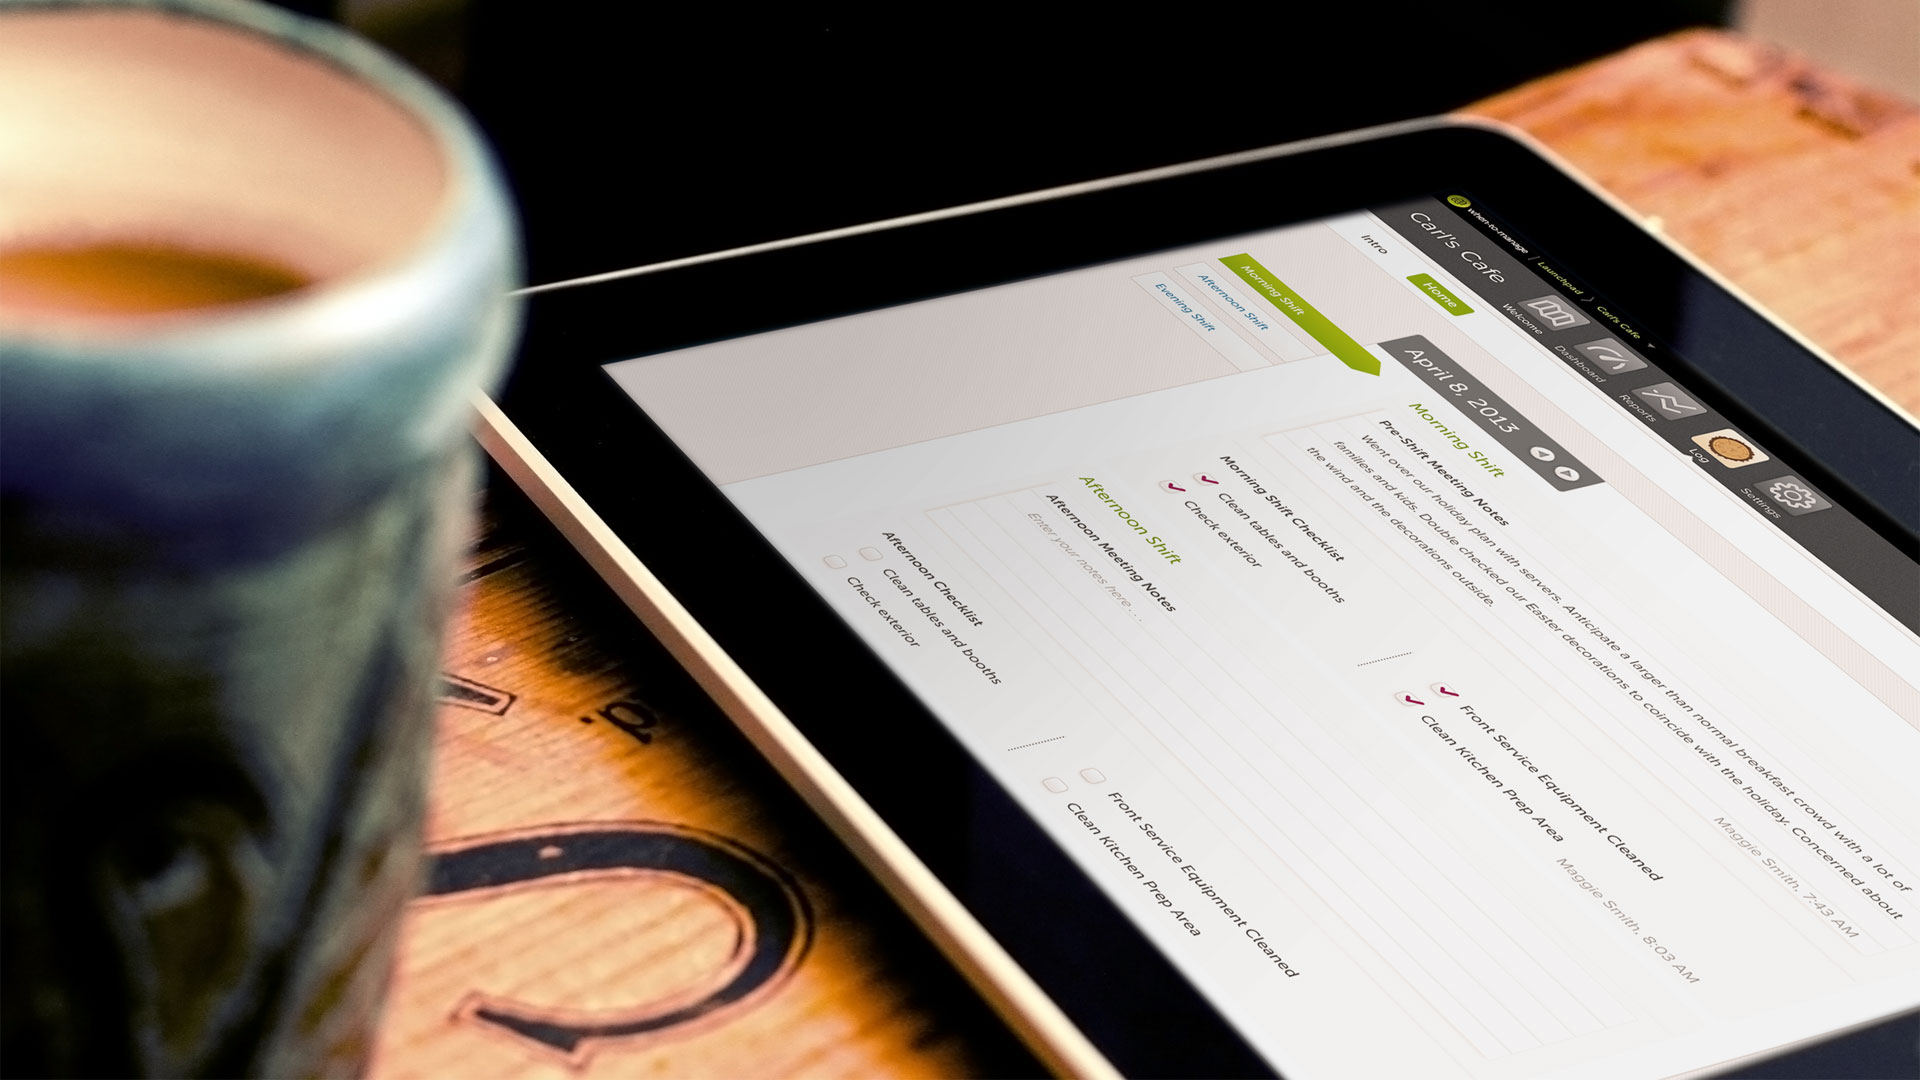 when-to-manage | Launchpad 〉 Carl's Cafe
Carl's Cafe
Welcome
Dashboard
Reports
Log
Settings
Home
Intro
Morning Shift
Afternoon Shift
Evening Shift
April 8, 2013
Morning Shift
Pre-Shift Meeting Notes
Went over our holiday plan with servers. Anticipate a larger than normal breakfast crowd with a lot of
families and kids. Double checked our Easter decorations to coincide with the holiday. Concerned about
the wind and the decorations outside.
Maggie Smith, 7:43 AM
Morning Shift Checklist
Clean tables and booths
Check exterior
Front Service Equipment Cleaned
Clean Kitchen Prep Area
Maggie Smith, 8:03 AM
Afternoon Shift
Afternoon Meeting Notes
Enter your notes here. . .
Afternoon Checklist
Clean tables and booths
Check exterior
Front Service Equipment Cleaned
Clean Kitchen Prep Area